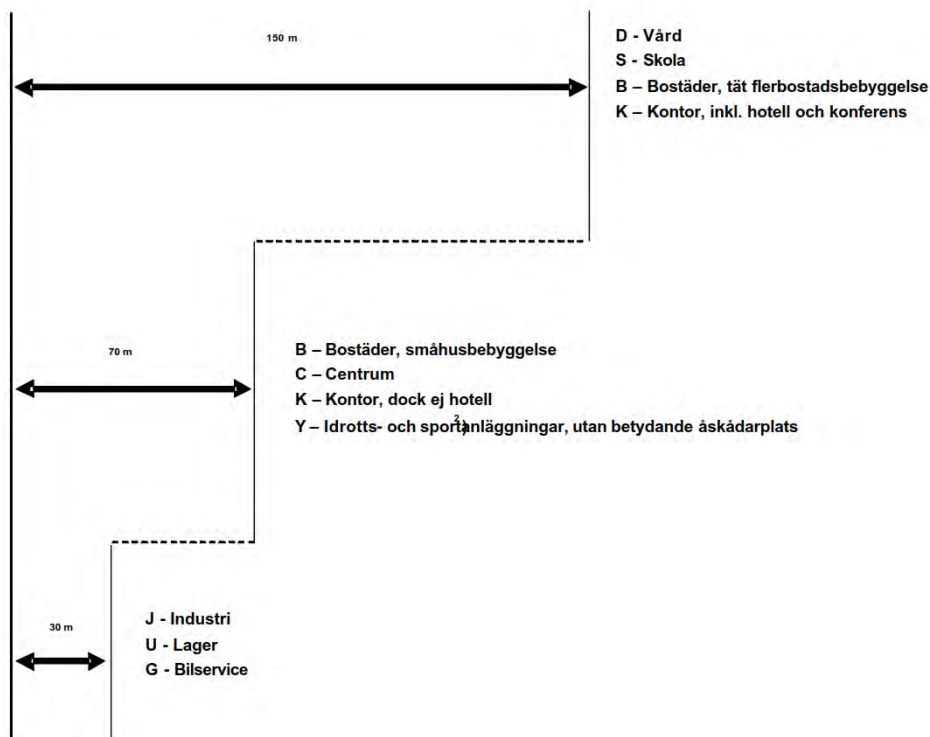 150 m
D - Vård
S - Skola
B – Bostäder, tät flerbostadsbebyggelse
K – Kontor, inkl. hotell och konferens
70 m
B – Bostäder, småhusbebyggelse
C – Centrum
K – Kontor, dock ej hotell
Y – Idrotts- och sportanläggningar, utan betydande åskådarplats
30 m
J - Industri
U - Lager
G - Bilservice